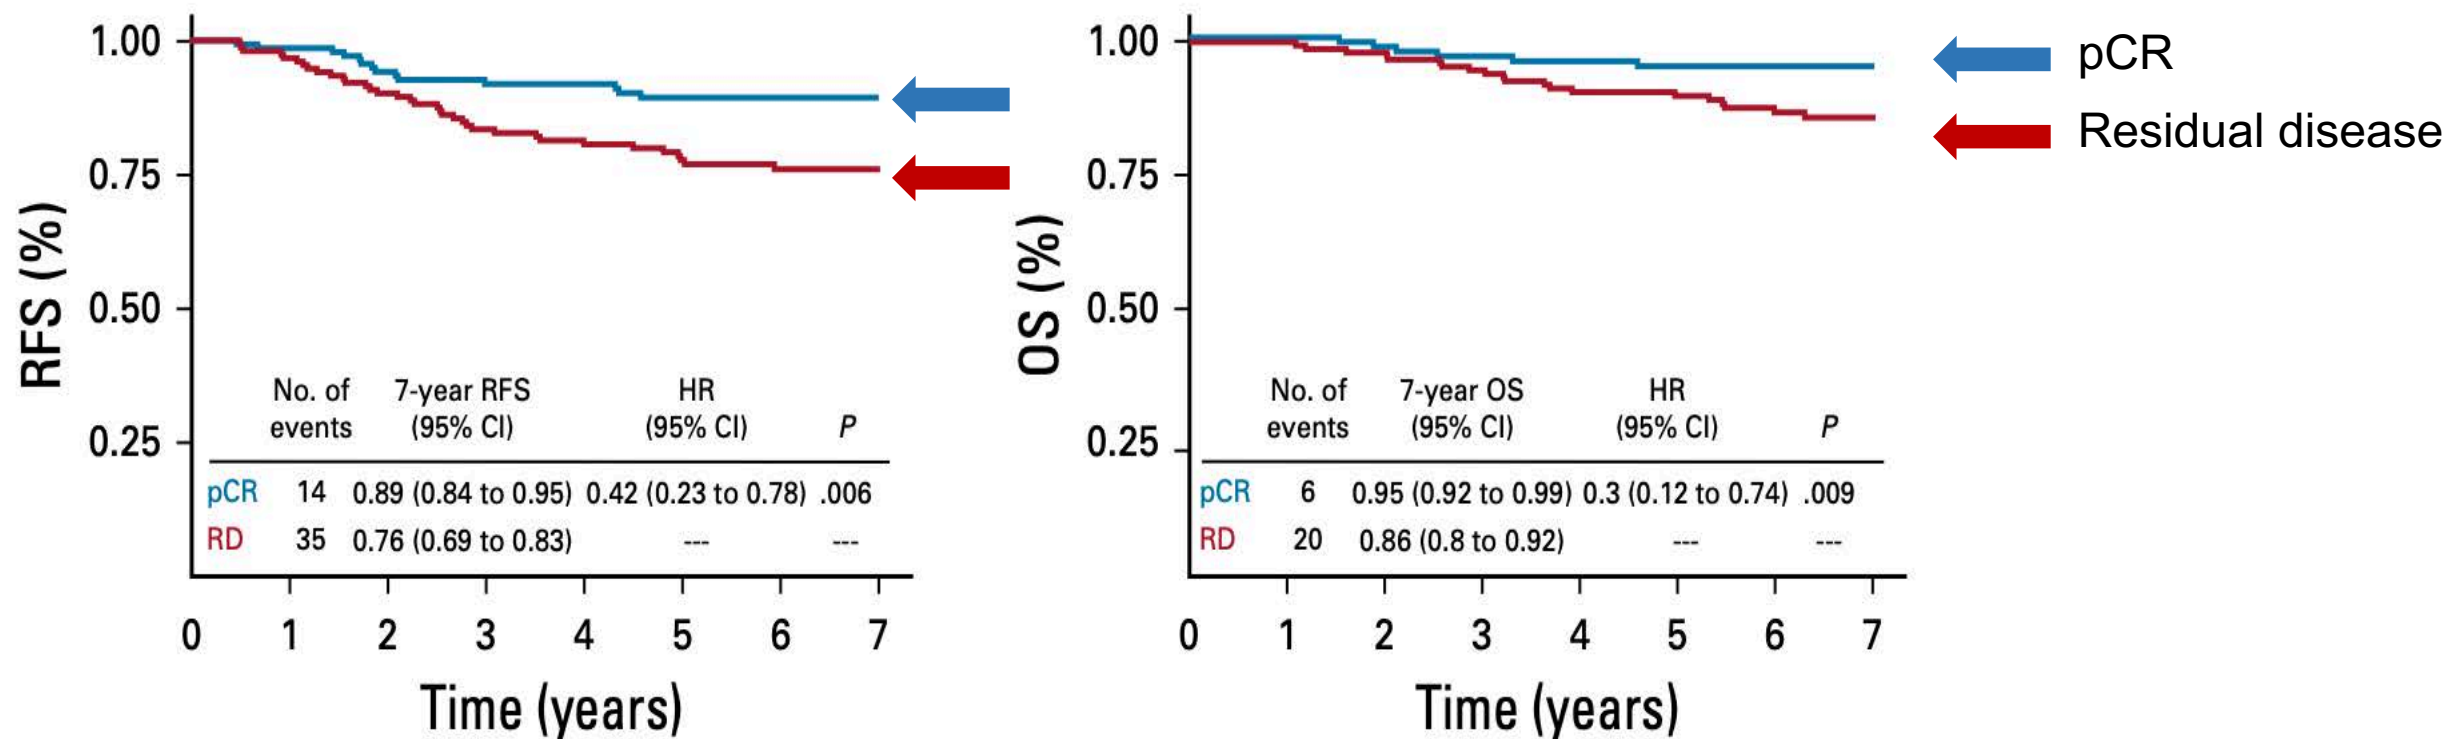 1.00
0.75
0.50
0.25
RFS (%)
No. of events 7-year RFS (95% CI) HR (95% CI) P
pCR 14 0.89 (0.84 to 0.95) 0.42 (0.23 to 0.78) .006
RD 35 0.76 (0.69 to 0.83) --- ---
0 1 2 3 4 5 6 7
Time (years)
1.00
0.75
0.50
0.25
OS (%)
No. of events 7-year OS (95% CI) HR (95% CI) P
pCR 6 0.95 (0.92 to 0.99) 0.3 (0.12 to 0.74) .009
RD 20 0.86 (0.8 to 0.92) --- ---
0 1 2 3 4 5 6 7
Time (years)
pCR
Residual disease